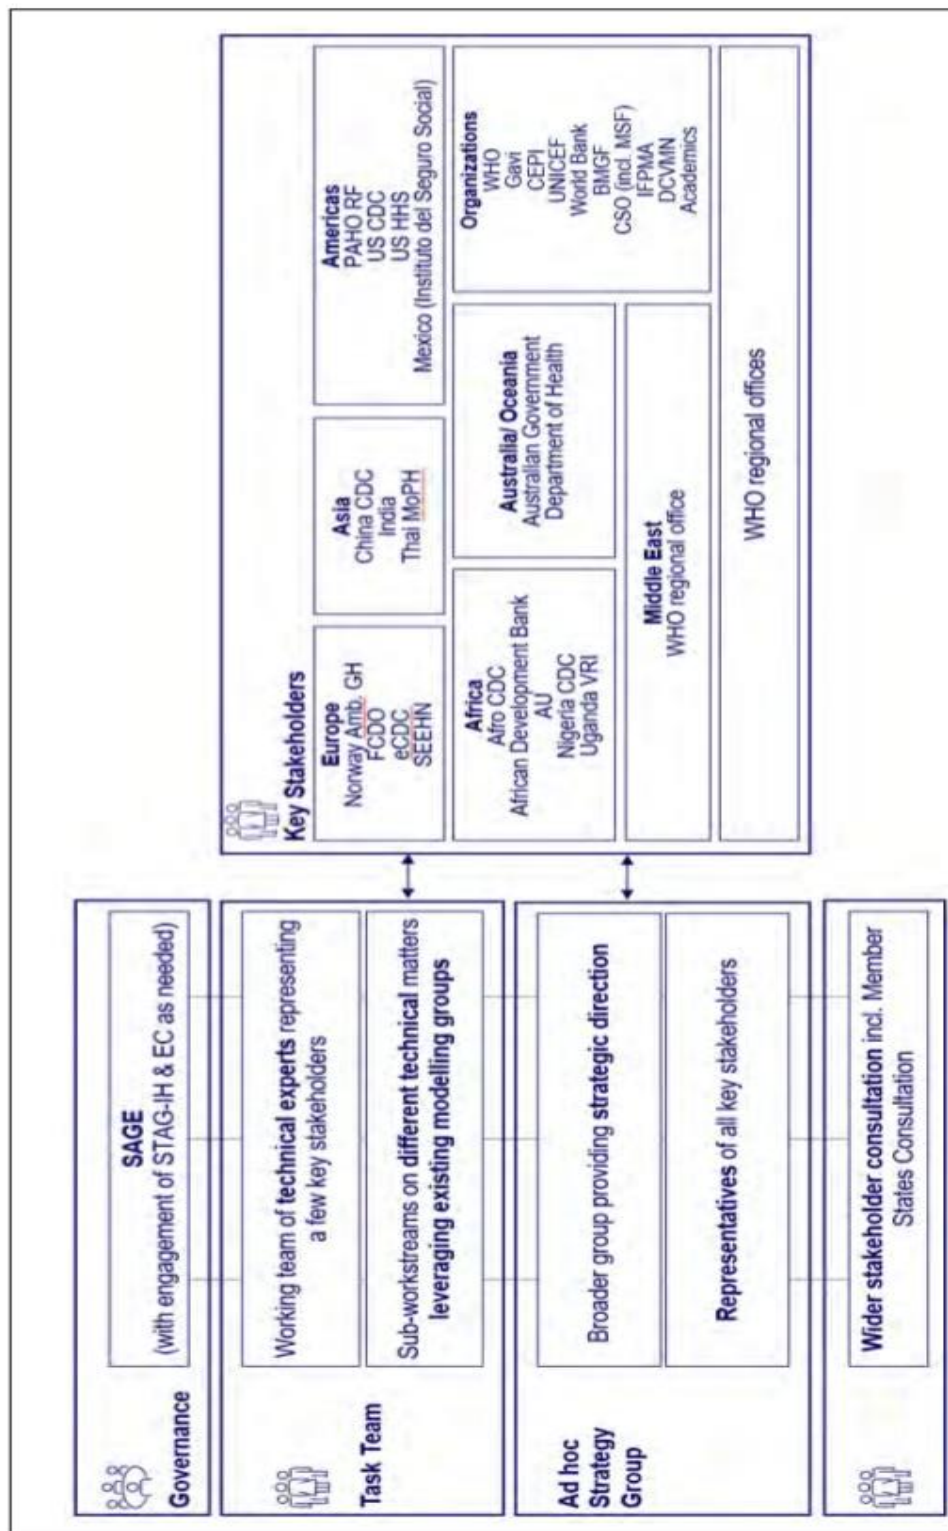 Governance
SAGE
(with engagement of STAG-IH & EC as needed)
Task Team
Working team of technical experts representing
a few key stakeholders
Sub-workstreams on different technical matters
leveraging existing modelling groups
Ad hoc
Strategy
Group
Broader group providing strategic direction
Representatives of all key stakeholders
Wider stakeholder consultation incl. Member
States Consultation
Key Stakeholders
Europe
Norway Amb. GH
FCDO
eCDC
SEEHN
Asia
China CDC
India
Thai MoPH
Americas
PAHO RF
US CDC
US HHS
Mexico (Instituto del Seguro Social)
Africa
Afro CDC
African Development Bank
AU
Nigeria CDC
Uganda VRI
Australia/ Oceania
Australian Government
Department of Health
Organizations
WHO
Gavi
CEPI
UNICEF
World Bank
BMGF
CSO (incl. MSF)
IFPMA
DCVMN
Academics
Middle East
WHO regional office
WHO regional offices